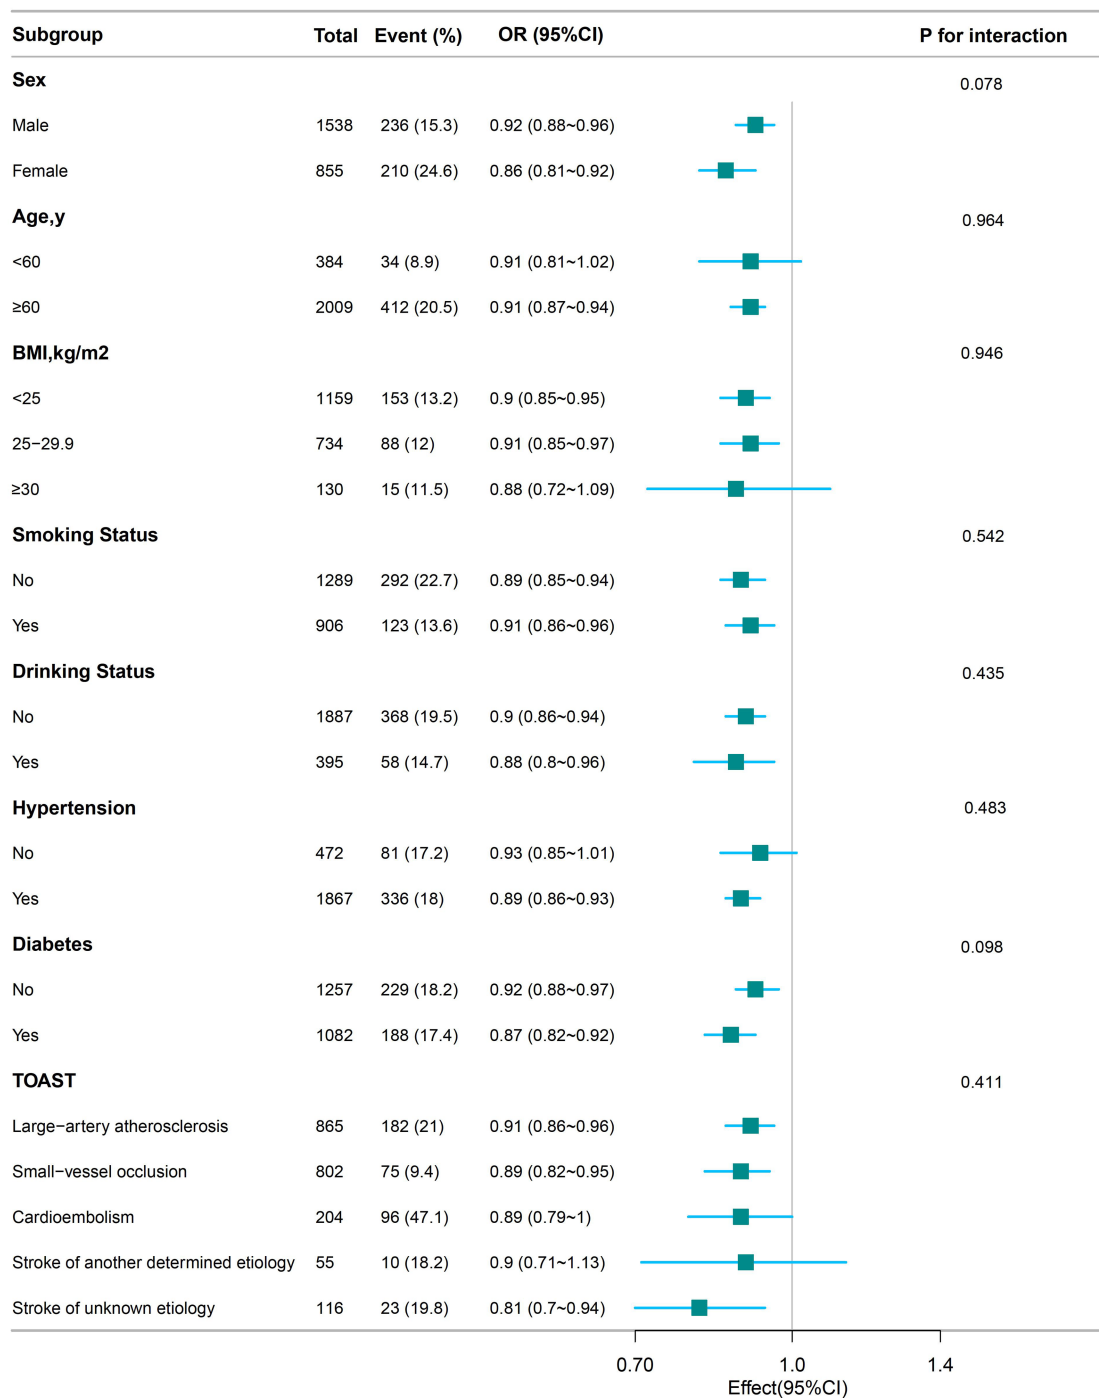 Subgroup Total Event (%) OR (95%CI) P for interaction
Sex 0.078
Male 1538 236 (15.3) 0.92 (0.88~0.96)
Female 855 210 (24.6) 0.86 (0.81~0.92)
Age,y 0.964
<60 384 34 (8.9) 0.91 (0.81~1.02)
≥60 2009 412 (20.5) 0.91 (0.87~0.94)
BMI,kg/m2 0.946
<25 1159 153 (13.2) 0.9 (0.85~0.95)
25−29.9 734 88 (12) 0.91 (0.85~0.97)
≥30 130 15 (11.5) 0.88 (0.72~1.09)
Smoking Status 0.542
No 1289 292 (22.7) 0.89 (0.85~0.94)
Yes 906 123 (13.6) 0.91 (0.86~0.96)
Drinking Status 0.435
No 1887 368 (19.5) 0.9 (0.86~0.94)
Yes 395 58 (14.7) 0.88 (0.8~0.96)
Hypertension 0.483
No 472 81 (17.2) 0.93 (0.85~1.01)
Yes 1867 336 (18) 0.89 (0.86~0.93)
Diabetes 0.098
No 1257 229 (18.2) 0.92 (0.88~0.97)
Yes 1082 188 (17.4) 0.87 (0.82~0.92)
TOAST 0.411
Large−artery atherosclerosis 865 182 (21) 0.91 (0.86~0.96)
Small−vessel occlusion 802 75 (9.4) 0.89 (0.82~0.95)
Cardioembolism 204 96 (47.1) 0.89 (0.79~1)
Stroke of another determined etiology 55 10 (18.2) 0.9 (0.71~1.13)
Stroke of unknown etiology 116 23 (19.8) 0.81 (0.7~0.94)
0.70 1.0 1.4
Effect(95%CI)